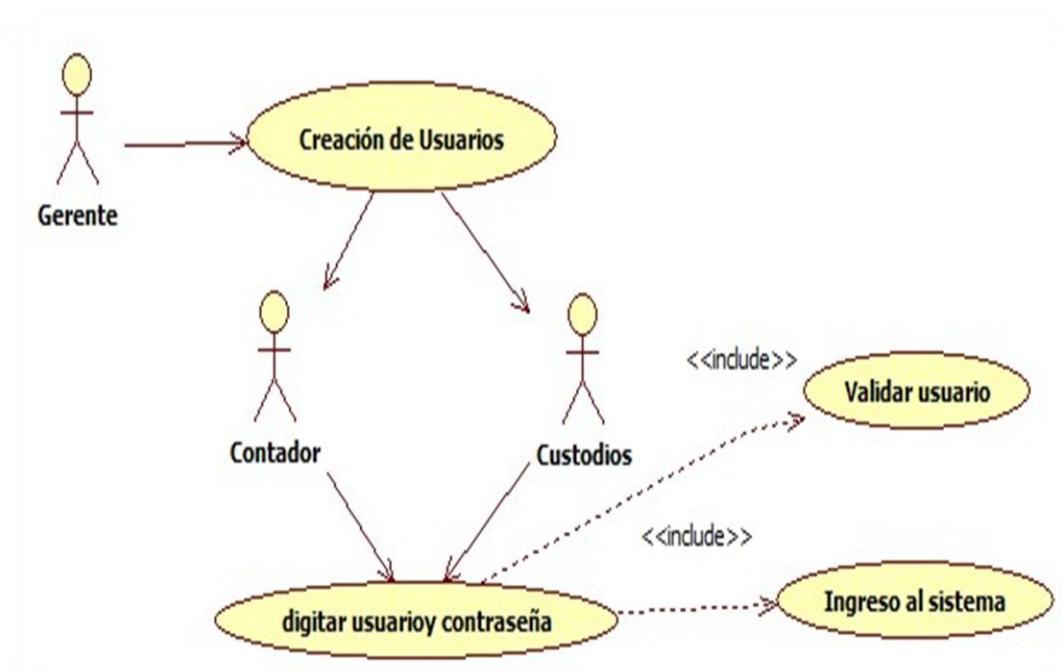 Creación de Usuarios
Gerente
<<include>>
Validar usuario
Contador
Custodios
<<include>>
Ingreso al sistema
digitar usuarioy contraseña